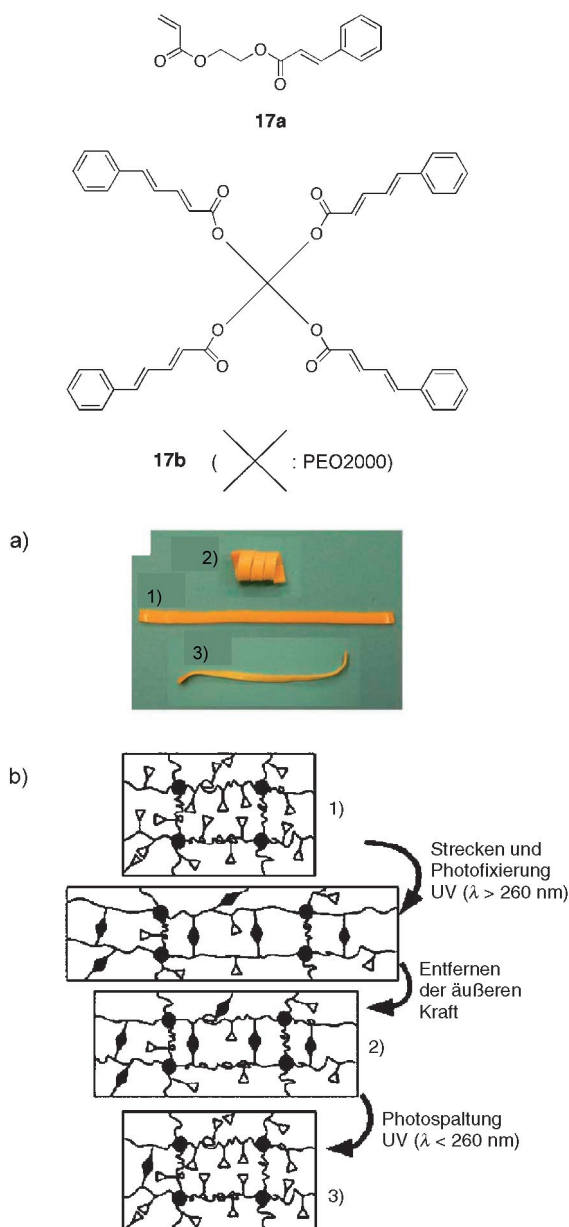 O
O
O
O
17a
O
O
O
O
O
O
O
O
17b ( : PEO2000)
a)
2)
1)
3)
b)
1)
Strecken und
Photofixierung
UV (λ > 260 nm)
Entfernen
der äußeren
Kraft
2)
Photospaltung
UV (λ < 260 nm)
3)